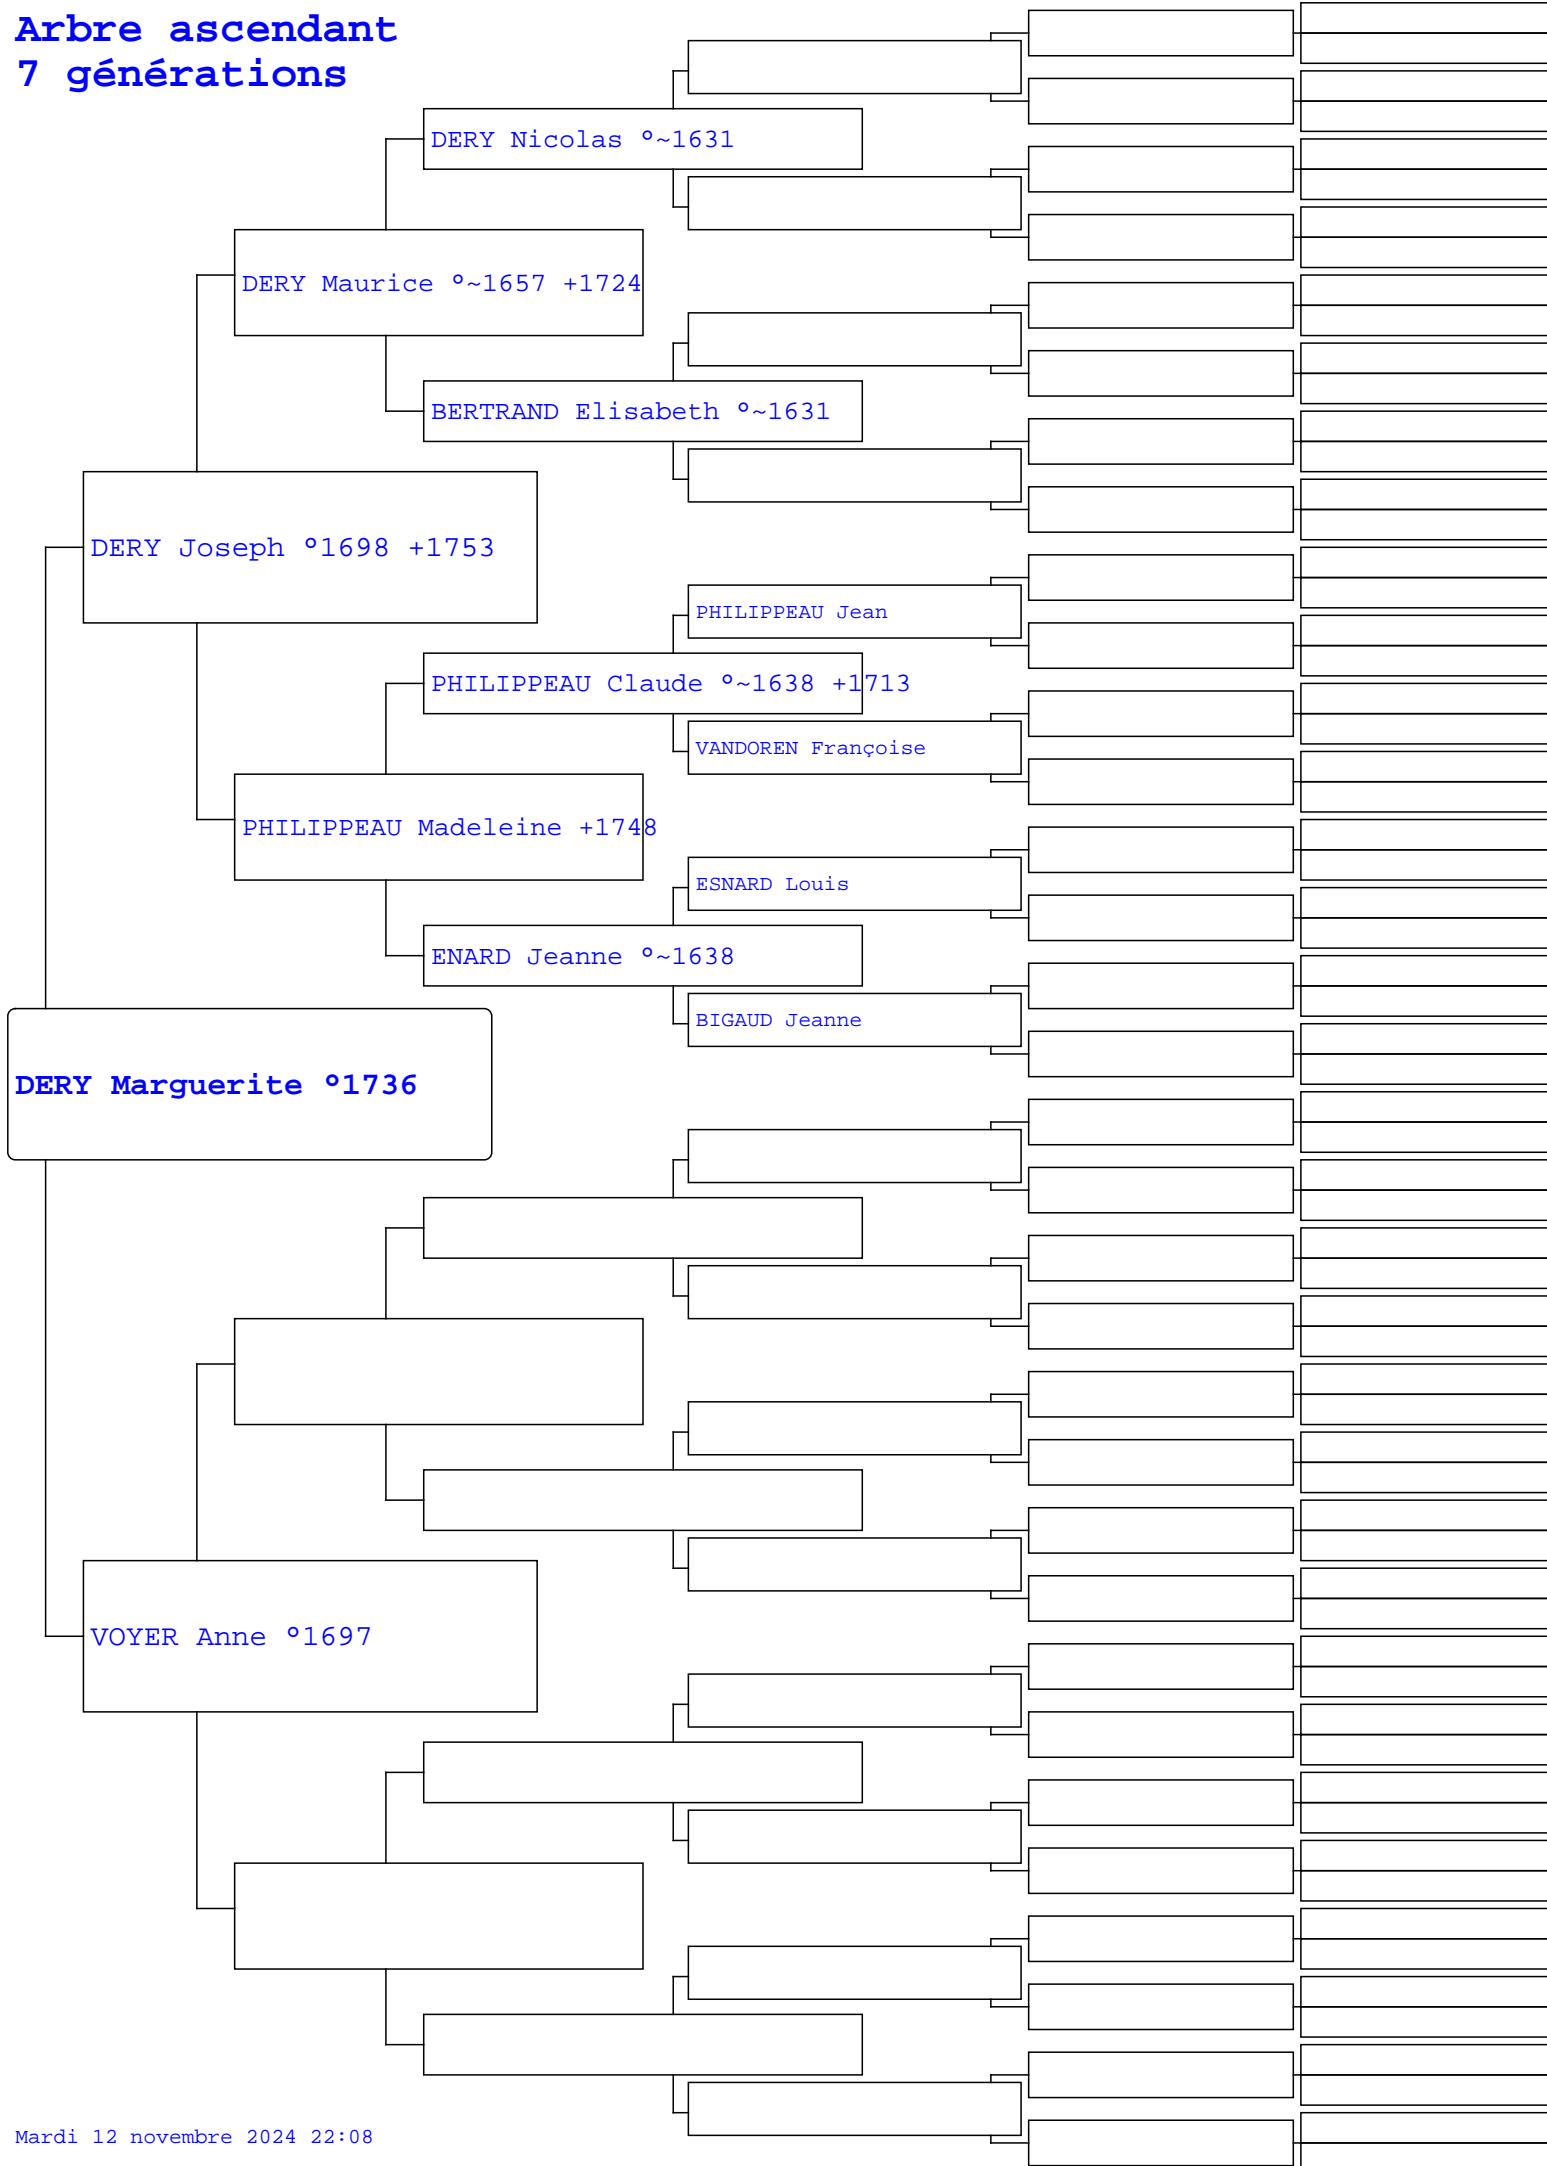 Arbre ascendant
7 générations
DERY Nicolas °~1631
DERY Maurice °~1657 +1724
BERTRAND Elisabeth °~1631
DERY Joseph °1698 +1753
PHILIPPEAU Jean
PHILIPPEAU Claude °~1638 +1713
VANDOREN Françoise
PHILIPPEAU Madeleine +1748
ESNARD Louis
ENARD Jeanne °~1638
BIGAUD Jeanne
DERY Marguerite °1736
VOYER Anne °1697
Mardi 12 novembre 2024 22:08